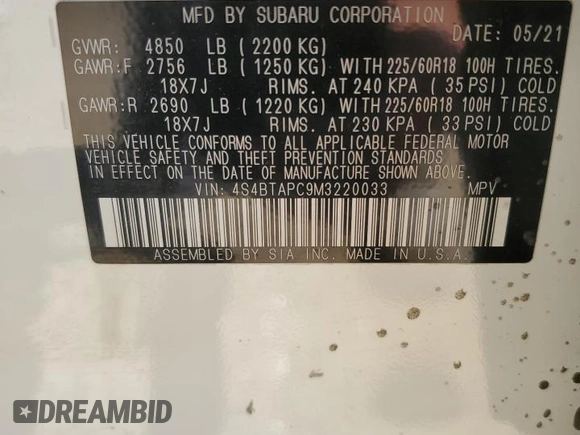 MFD BY SUBARU CORPORATION
DATE: 05/21
GVWR: 4850 LB (2200 KG)
GAWR:F 2756 LB (1250 KG) WITH 225/60R18 100H TIRES.
18X7J RIMS. AT 240 KPA (35 PSI) COLD
GAWR:R 2690 LB (1220 KG) WITH 225/60R18 100H TIRES.
18X7J RIMS. AT 230 KPA (33 PSI) COLD
THIS VEHICLE CONFORMS TO ALL APPLICABLE FEDERAL MOTOR
VEHICLE SAFETY AND THEFT PREVENTION STANDARDS
IN EFFECT ON THE DATE OF MANUFACTURE SHOWN ABOVE.
VIN: 4S4BTAPC9M3220033 MPV
ASSEMBLED BY SIA INC. MADE IN U.S.A.
DREAMBID